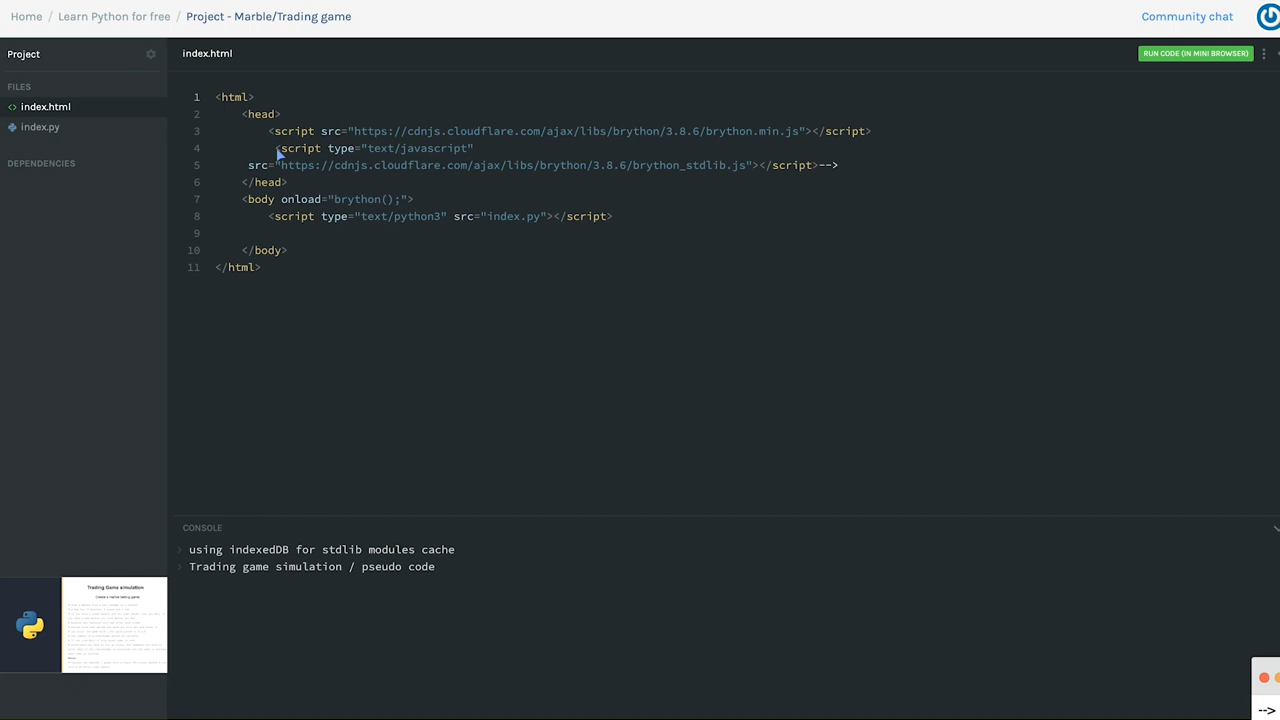 Home / Learn Python for free / Project - Marble/Trading game
Community chat
Project
index.html
RUN CODE (IN MINI BROWSER)
FILES
index.html
index.py
DEPENDENCIES
1 <html>
2 <head>
3 <script src="https://cdnjs.cloudflare.com/ajax/libs/brython/3.8.6/brython.min.js"></script>
4 <script type="text/javascript"
5 src="https://cdnjs.cloudflare.com/ajax/libs/brython/3.8.6/brython_stdlib.js"></script>-->
6 </head>
7 <body onload="brython();">
8 <script type="text/python3" src="index.py"></script>
9
10 </body>
11 </html>
CONSOLE
using indexedDB for stdlib modules cache
Trading game simulation / pseudo code
Trading Game simulation
Create a marble betting game
-->